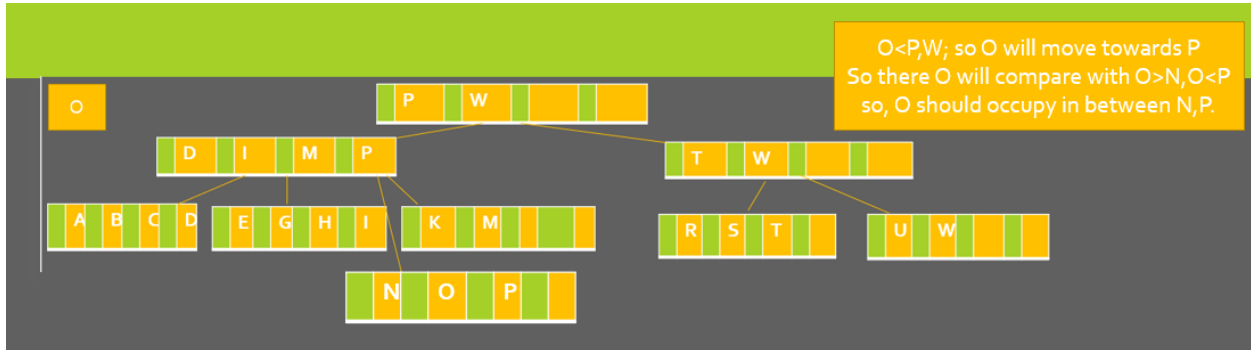 O<P,W; so O will move towards P
So there O will compare with O>N,O<P
so, O should occupy in between N,P.
O
P W
D I M P
T W
A B C D
E G H I
K M
R S T
U W
N O P